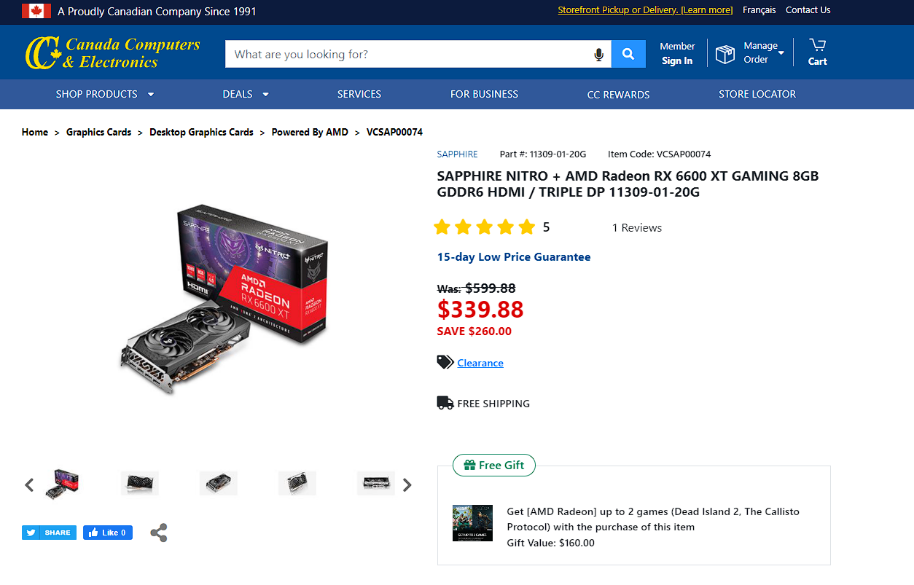 A Proudly Canadian Company Since 1991
Storefront Pickup or Delivery. [Learn more] Français Contact Us
Canada Computers
& Electronics
What are you looking for?
Member
Sign In
Manage
Order
Cart
SHOP PRODUCTS DEALS SERVICES FOR BUSINESS CC REWARDS STORE LOCATOR
Home > Graphics Cards > Desktop Graphics Cards > Powered By AMD > VCSAP00074
SAPPHIRE Part #: 11309-01-20G Item Code: VCSAP00074
SAPPHIRE NITRO + AMD Radeon RX 6600 XT GAMING 8GB
GDDR6 HDMI / TRIPLE DP 11309-01-20G
5 1 Reviews
15-day Low Price Guarantee
Was: $599.88
$339.88
SAVE $260.00
Clearance
FREE SHIPPING
SAPPHIRE
NITRO+
AMD
RADEON
RX 6600 XT
HDMI
Free Gift
Get [AMD Radeon] up to 2 games (Dead Island 2, The Callisto
Protocol) with the purchase of this item
Gift Value: $160.00
SHARE
Like 0